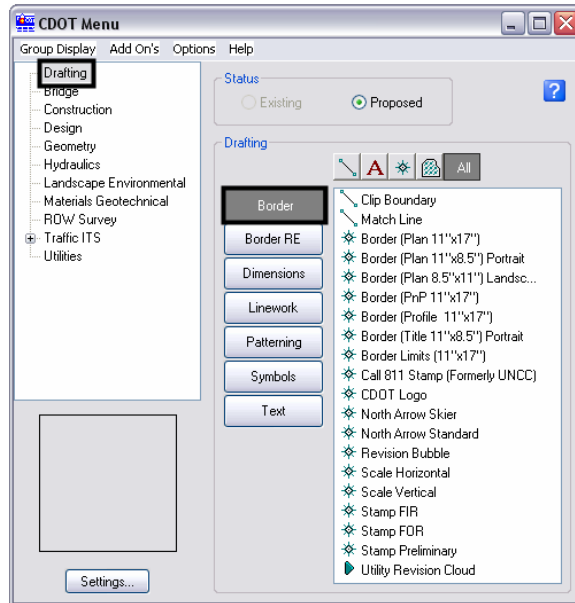 CDOT Menu
Group Display Add On's Options Help
Drafting
Bridge
Construction
Design
Geometry
Hydraulics
Landscape Environmental
Materials Geotechnical
ROW Survey
Traffic ITS
Utilities
Settings...
Status
Existing
Proposed
?
Drafting
A
All
Border
Border RE
Dimensions
Linework
Patterning
Symbols
Text
Clip Boundary
Match Line
Border (Plan 11"x17")
Border (Plan 11"x8.5") Portrait
Border (Plan 8.5"x11") Landsc...
Border (PnP 11"x17")
Border (Profile 11"x17")
Border (Title 11"x8.5") Portrait
Border Limits (11"x17")
Call 811 Stamp (Formerly UNCC)
CDOT Logo
North Arrow Skier
North Arrow Standard
Revision Bubble
Scale Horizontal
Scale Vertical
Stamp FIR
Stamp FOR
Stamp Preliminary
Utility Revision Cloud